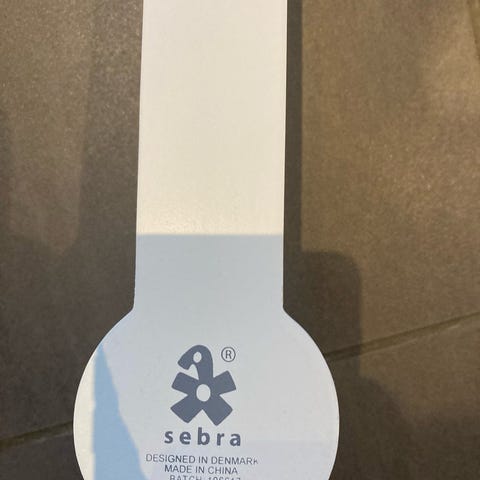 ®
sebra
DESIGNED IN DENMARK
MADE IN CHINA
BATCH